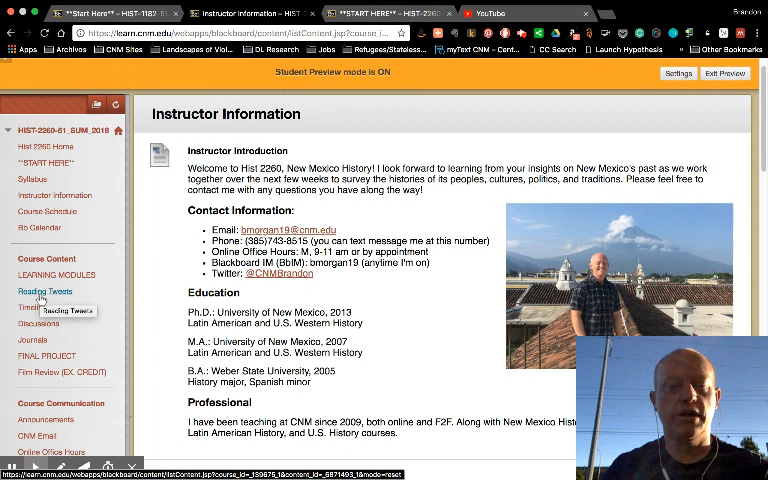 **Start Here** – HIST-1182-51
Instructor Information –
**START HERE** – HIST-2260
YouTube
Brandon
https://learn.cnm.edu/webapps/blackboard/content/listContent.jsp?course_i...
Apps
Archivos
CNM Sites
Landscapes of Viol...
DL Research
Jobs
Refugees/Stateless...
myText CNM – Cent...
CC Search
Launch Hypothesis
»
Other Bookmarks
Student Preview mode is ON
Settings
Exit Preview
HIST-2260-51_SUM_2018
Hist 2260 Home
**START HERE**
Syllabus
Instructor Information
Course Schedule
Bb Calendar
Course Content
LEARNING MODULES
Reading Tweets
Reading Tweets
Discussions
Journals
FINAL PROJECT
Film Review (EX. CREDIT)
Course Communication
Announcements
CNM Email
Online Office Hours
Instructor Information
Instructor Introduction
Welcome to Hist 2260, New Mexico History! I look forward to learning from your insights on New Mexico's past as we work
together over the next few weeks to survey the histories of its peoples, cultures, politics, and traditions. Please feel free to
contact me with any questions you have along the way!
Contact Information:
• Email: bmorgan19@cnm.edu
• Phone: (385)743-8515 (you can text message me at this number)
• Online Office Hours: M, 9-11 am or by appointment
• Blackboard IM (BbIM): bmorgan19 (anytime I'm on)
• Twitter: @CNMBrandon
Education
Ph.D.: University of New Mexico, 2013
Latin American and U.S. Western History
M.A.: University of New Mexico, 2007
Latin American and U.S. Western History
B.A.: Weber State University, 2005
History major, Spanish minor
Professional
I have been teaching at CNM since 2009, both online and F2F. Along with New Mexico Hist
Latin American History, and U.S. History courses.
https://learn.cnm.edu/webapps/blackboard/content/listContent.jsp?course_id=_139675_1&content_id=_6871493_1&mode=reset